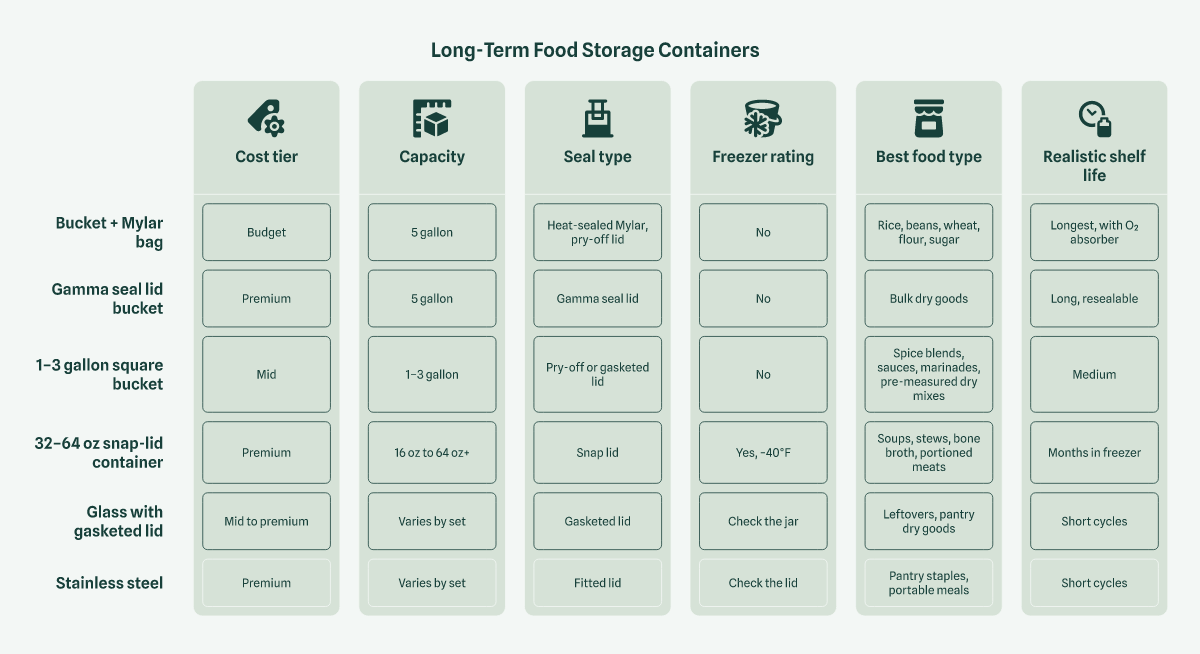 Long-Term Food Storage Containers
Cost tier
Capacity
Seal type
Freezer rating
Best food type
Realistic shelf
life
Bucket + Mylar
bag
Budget
5 gallon
Heat-sealed Mylar,
pry-off lid
No
Rice, beans, wheat,
flour, sugar
Longest, with O₂
absorber
Gamma seal lid
bucket
Premium
5 gallon
Gamma seal lid
No
Bulk dry goods
Long, resealable
1–3 gallon square
bucket
Mid
1–3 gallon
Pry-off or gasketed
lid
No
Spice blends,
sauces, marinades,
pre-measured dry
mixes
Medium
32–64 oz snap-lid
container
Premium
16 oz to 64 oz+
Snap lid
Yes, −40°F
Soups, stews, bone
broth, portioned
meats
Months in freezer
Glass with
gasketed lid
Mid to premium
Varies by set
Gasketed lid
Check the jar
Leftovers, pantry
dry goods
Short cycles
Stainless steel
Premium
Varies by set
Fitted lid
Check the lid
Pantry staples,
portable meals
Short cycles